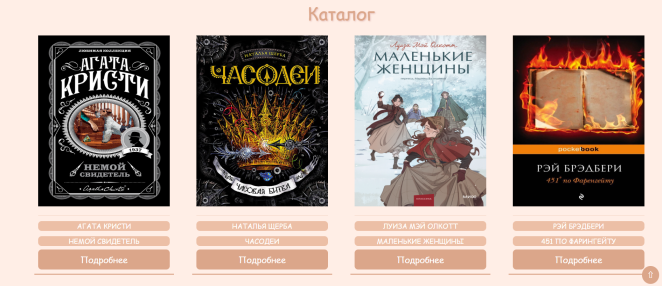 Каталог
ЛЮБИМАЯ КОЛЛЕКЦИЯ
АГАТА
КРИСТИ
1937
НЕМОЙ
СВИДЕТЕЛЬ
Agatha Christie
НАТАЛЬЯ ЩЕРБА
ЧАСОДЕИ
ЧАСОВАЯ БИТВА
Луиза Мэй Олкотт
МАЛЕНЬКИЕ
ЖЕНЩИНЫ
pocketbook
РЭЙ БРЭДБЕРИ
451° по Фаренгейту
АГАТА КРИСТИ
НЕМОЙ СВИДЕТЕЛЬ
Подробнее
НАТАЛЬЯ ЩЕРБА
ЧАСОДЕИ
Подробнее
ЛУИЗА МЭЙ ОЛКОТТ
МАЛЕНЬКИЕ ЖЕНЩИНЫ
Подробнее
РЭЙ БРЭДБЕРИ
451 ПО ФАРИНГЕЙТУ
Подробнее